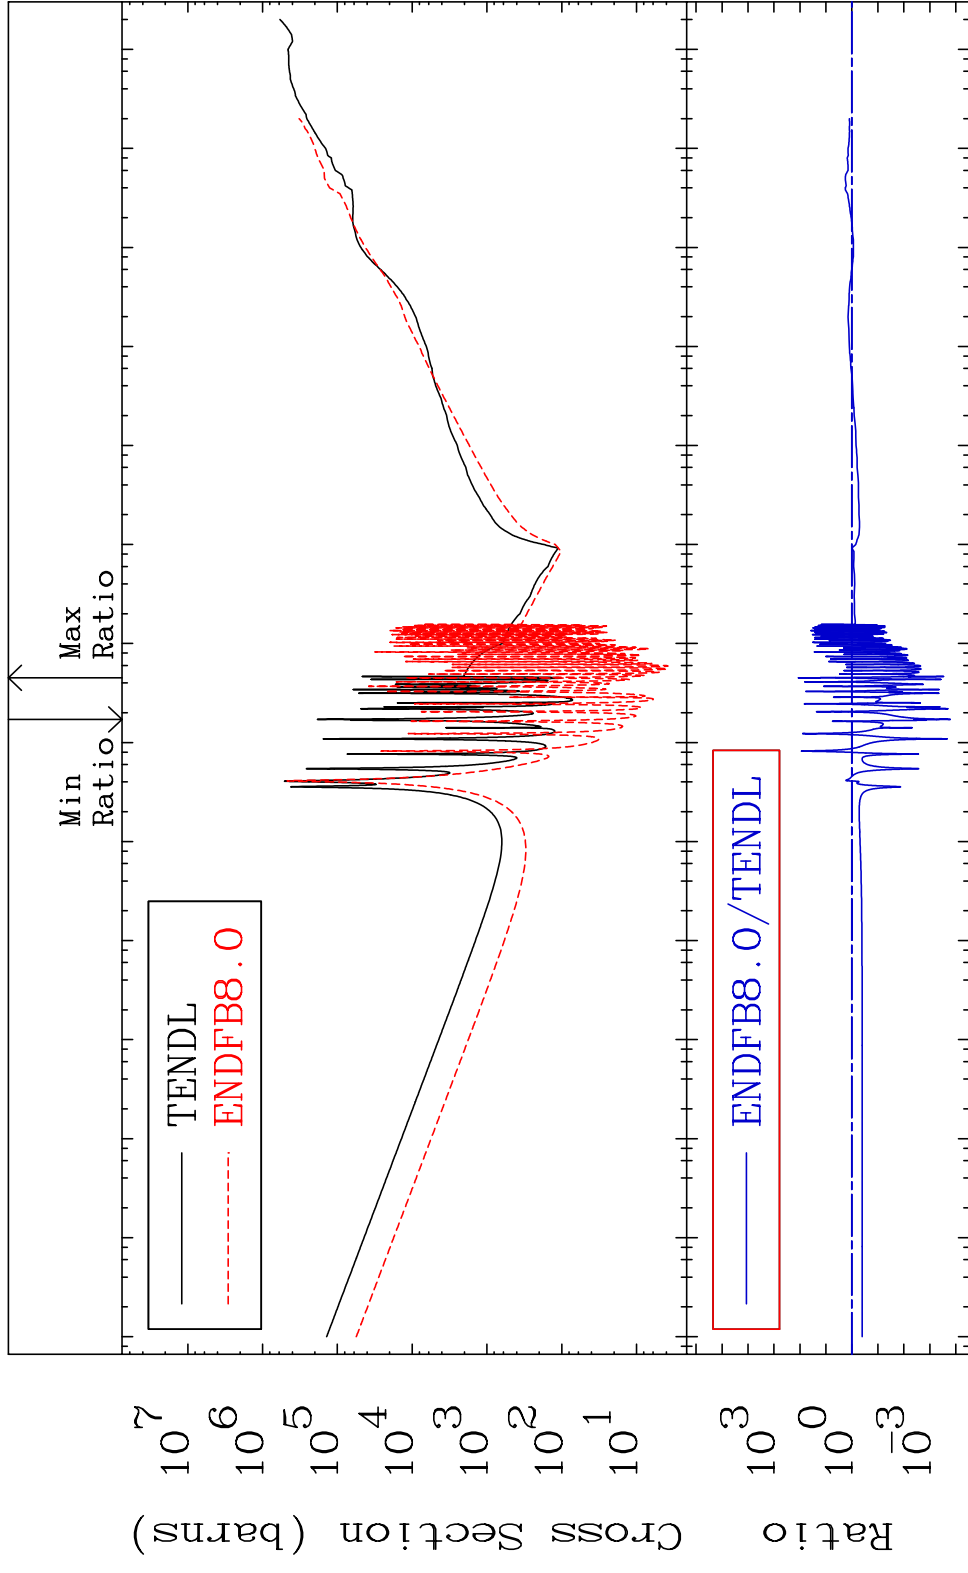 Min
Ratio
Max
Ratio
TENDL
ENDFB8.0
10^7
10^6
10^5
10^4
10^3
10^2
10^1
Cross Section (barns)
ENDFB8.0/TENDL
10^3
10^0
10^-3
Ratio